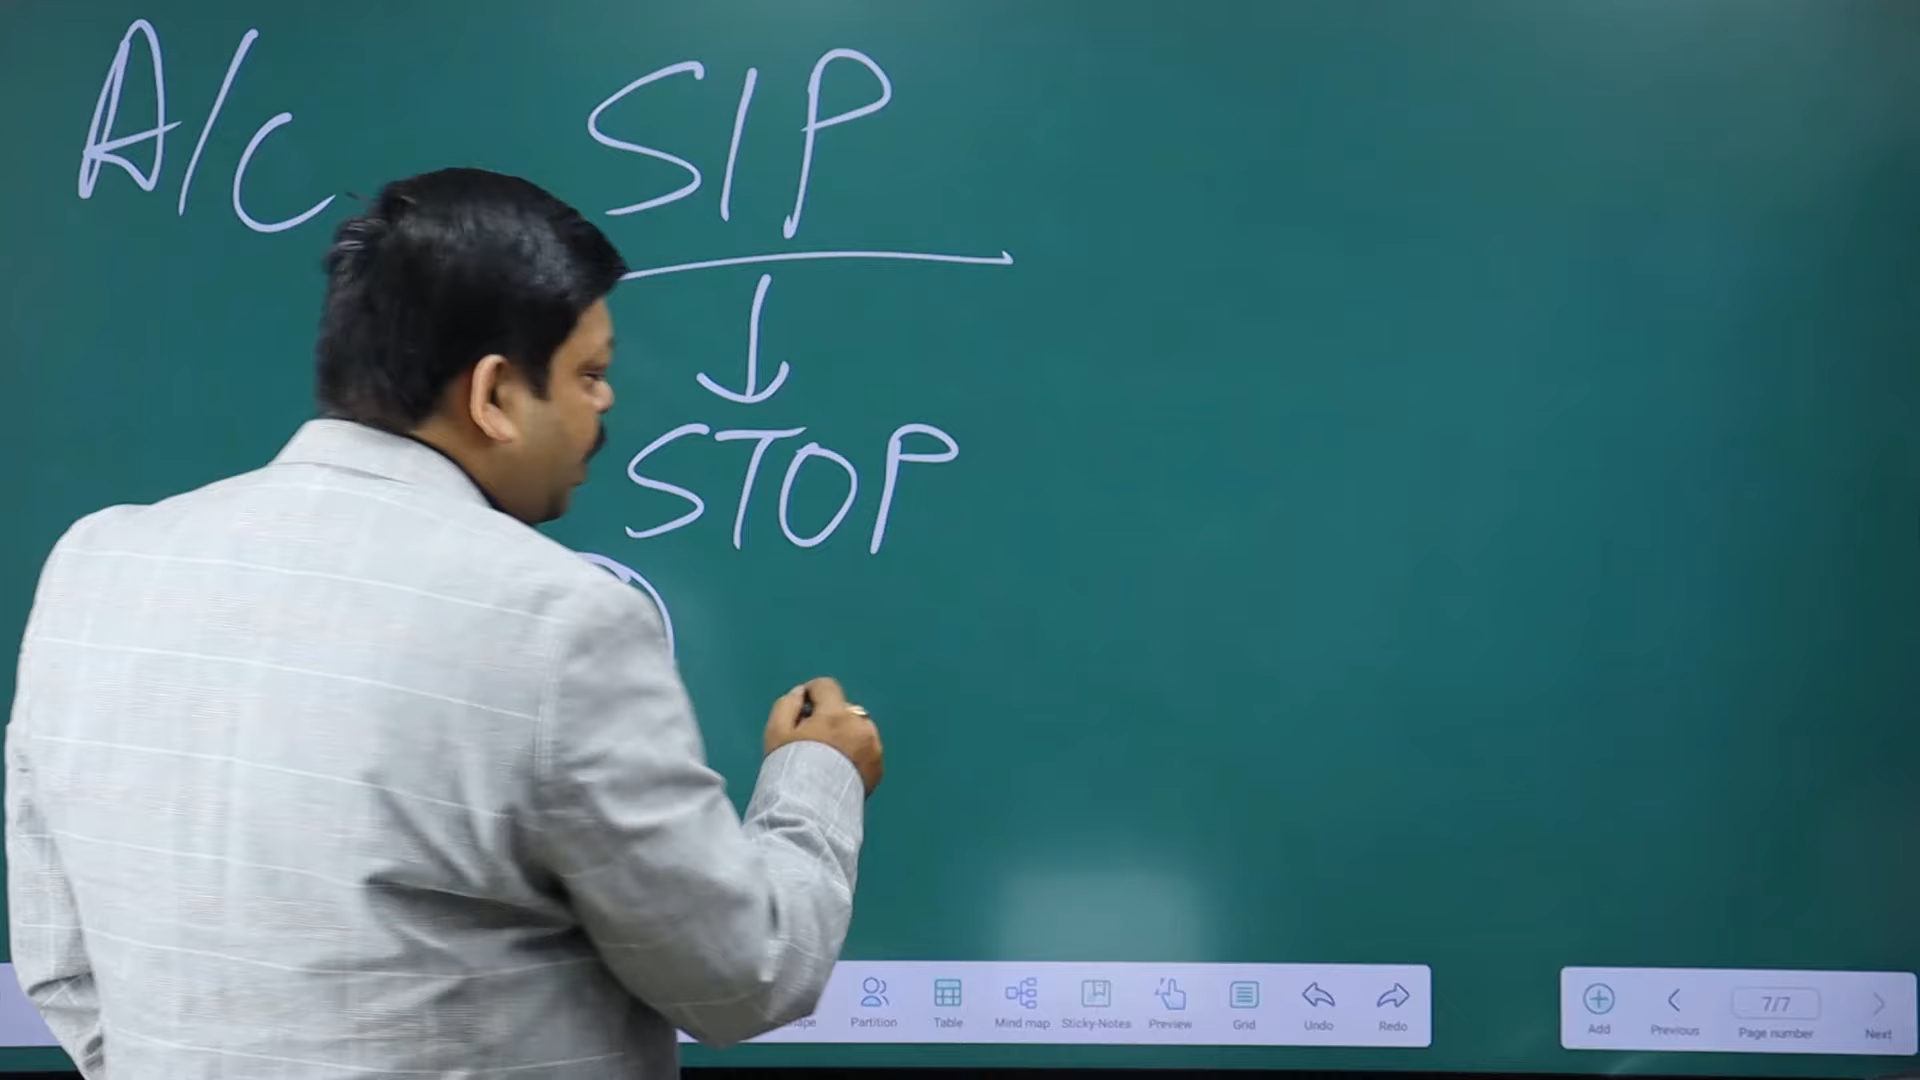 A/C SIP
STOP
Partition Table Mind map Sticky-Notes Preview Grid Undo Redo
Add Previous 7/7 Page number Next